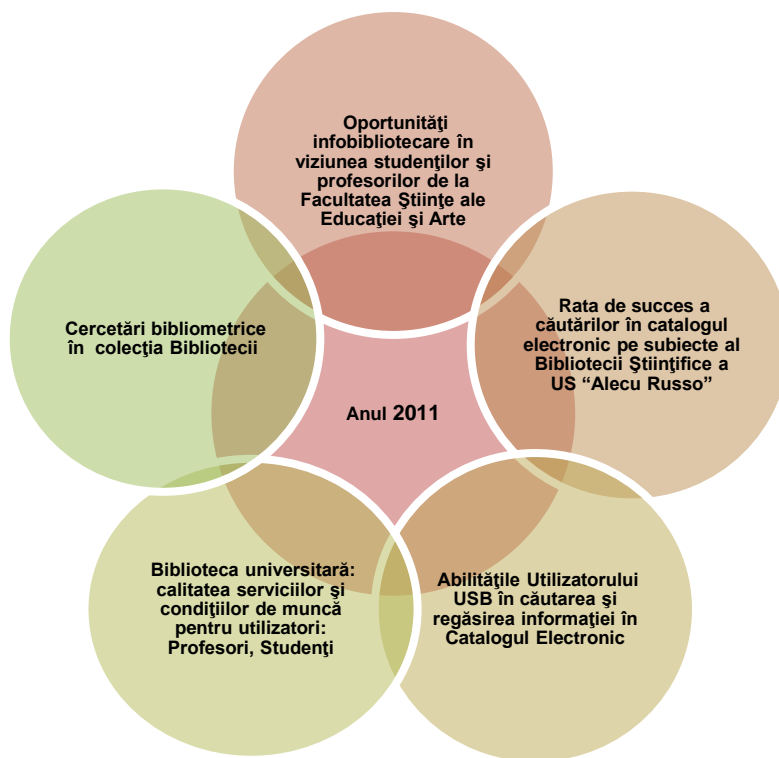 Oportunităţi
infobibliotecare în
viziunea studenţilor şi
profesorilor de la
Facultatea Ştiinţe ale
Educaţiei şi Arte
Rata de succes a
căutărilor în catalogul
electronic pe subiecte al
Bibliotecii Ştiinţifice a
US “Alecu Russo”
Cercetări bibliometrice
în colecţia Bibliotecii
Anul 2011
Biblioteca universitară:
calitatea serviciilor şi
condiţiilor de muncă
pentru utilizatori:
Profesori, Studenţi
Abilităţile Utilizatorului
USB în căutarea şi
regăsirea informaţiei în
Catalogul Electronic